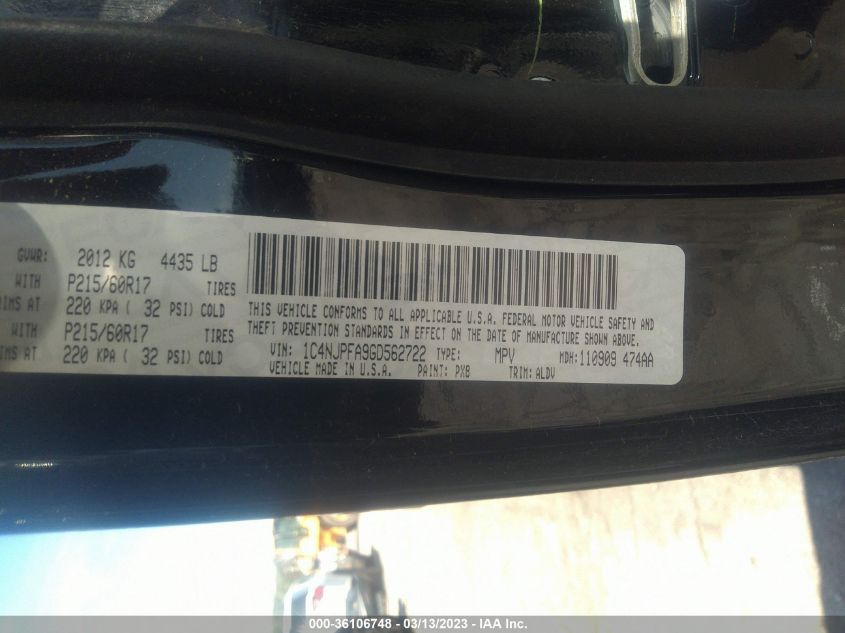 GVWR: 2012 KG 4435 LB
WITH P215/60R17 TIRES
IMS AT 220 KPA ( 32 PSI) COLD
WITH P215/60R17 TIRES
IMS AT 220 KPA ( 32 PSI) COLD
THIS VEHICLE CONFORMS TO ALL APPLICABLE U.S.A. FEDERAL MOTOR VEHICLE SAFETY AND
THEFT PREVENTION STANDARDS IN EFFECT ON THE DATE OF MANUFACTURE SHOWN ABOVE.
VIN: 1C4NJPFA9GD562722 TYPE: MPV MDH: 110909 474AA
VEHICLE MADE IN U.S.A. PAINT: PX8 TRIM: ALDV
000-36106748 - 03/13/2023 - IAA Inc.